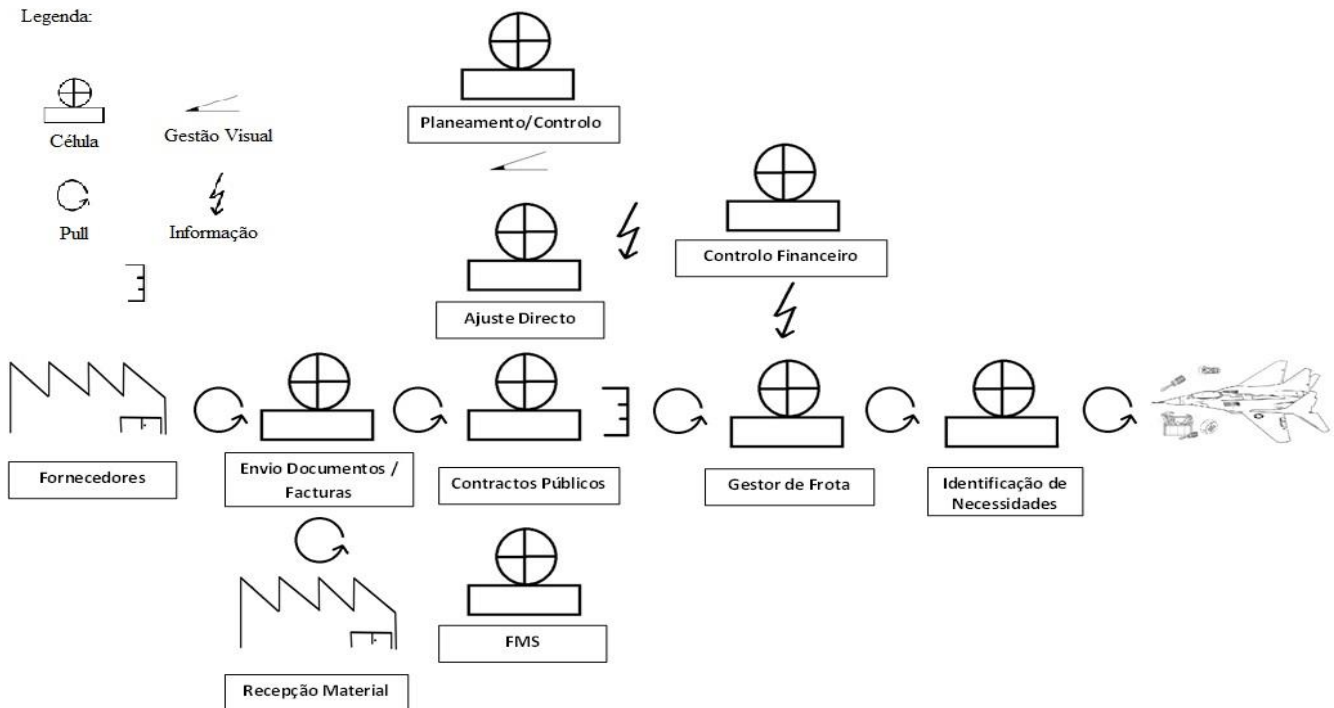 Legenda:
Célula
Gestão Visual
Pull
Informação
Planeamento/Controlo
Controlo Financeiro
Ajuste Directo
Fornecedores
Envio Documentos /
Facturas
Contractos Públicos
Gestor de Frota
Identificação de
Necessidades
FMS
Recepção Material